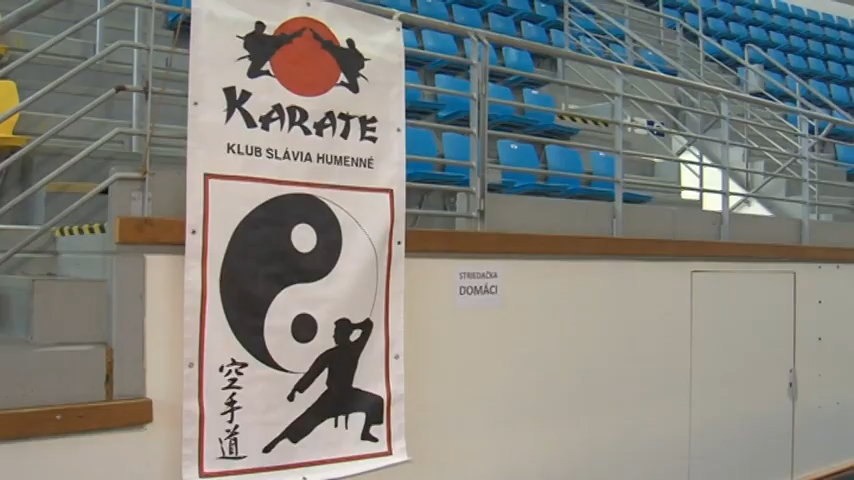 KARATE
KLUB SLÁVIA HUMENNÉ
空手道
STRIEDAČKA
DOMÁCI